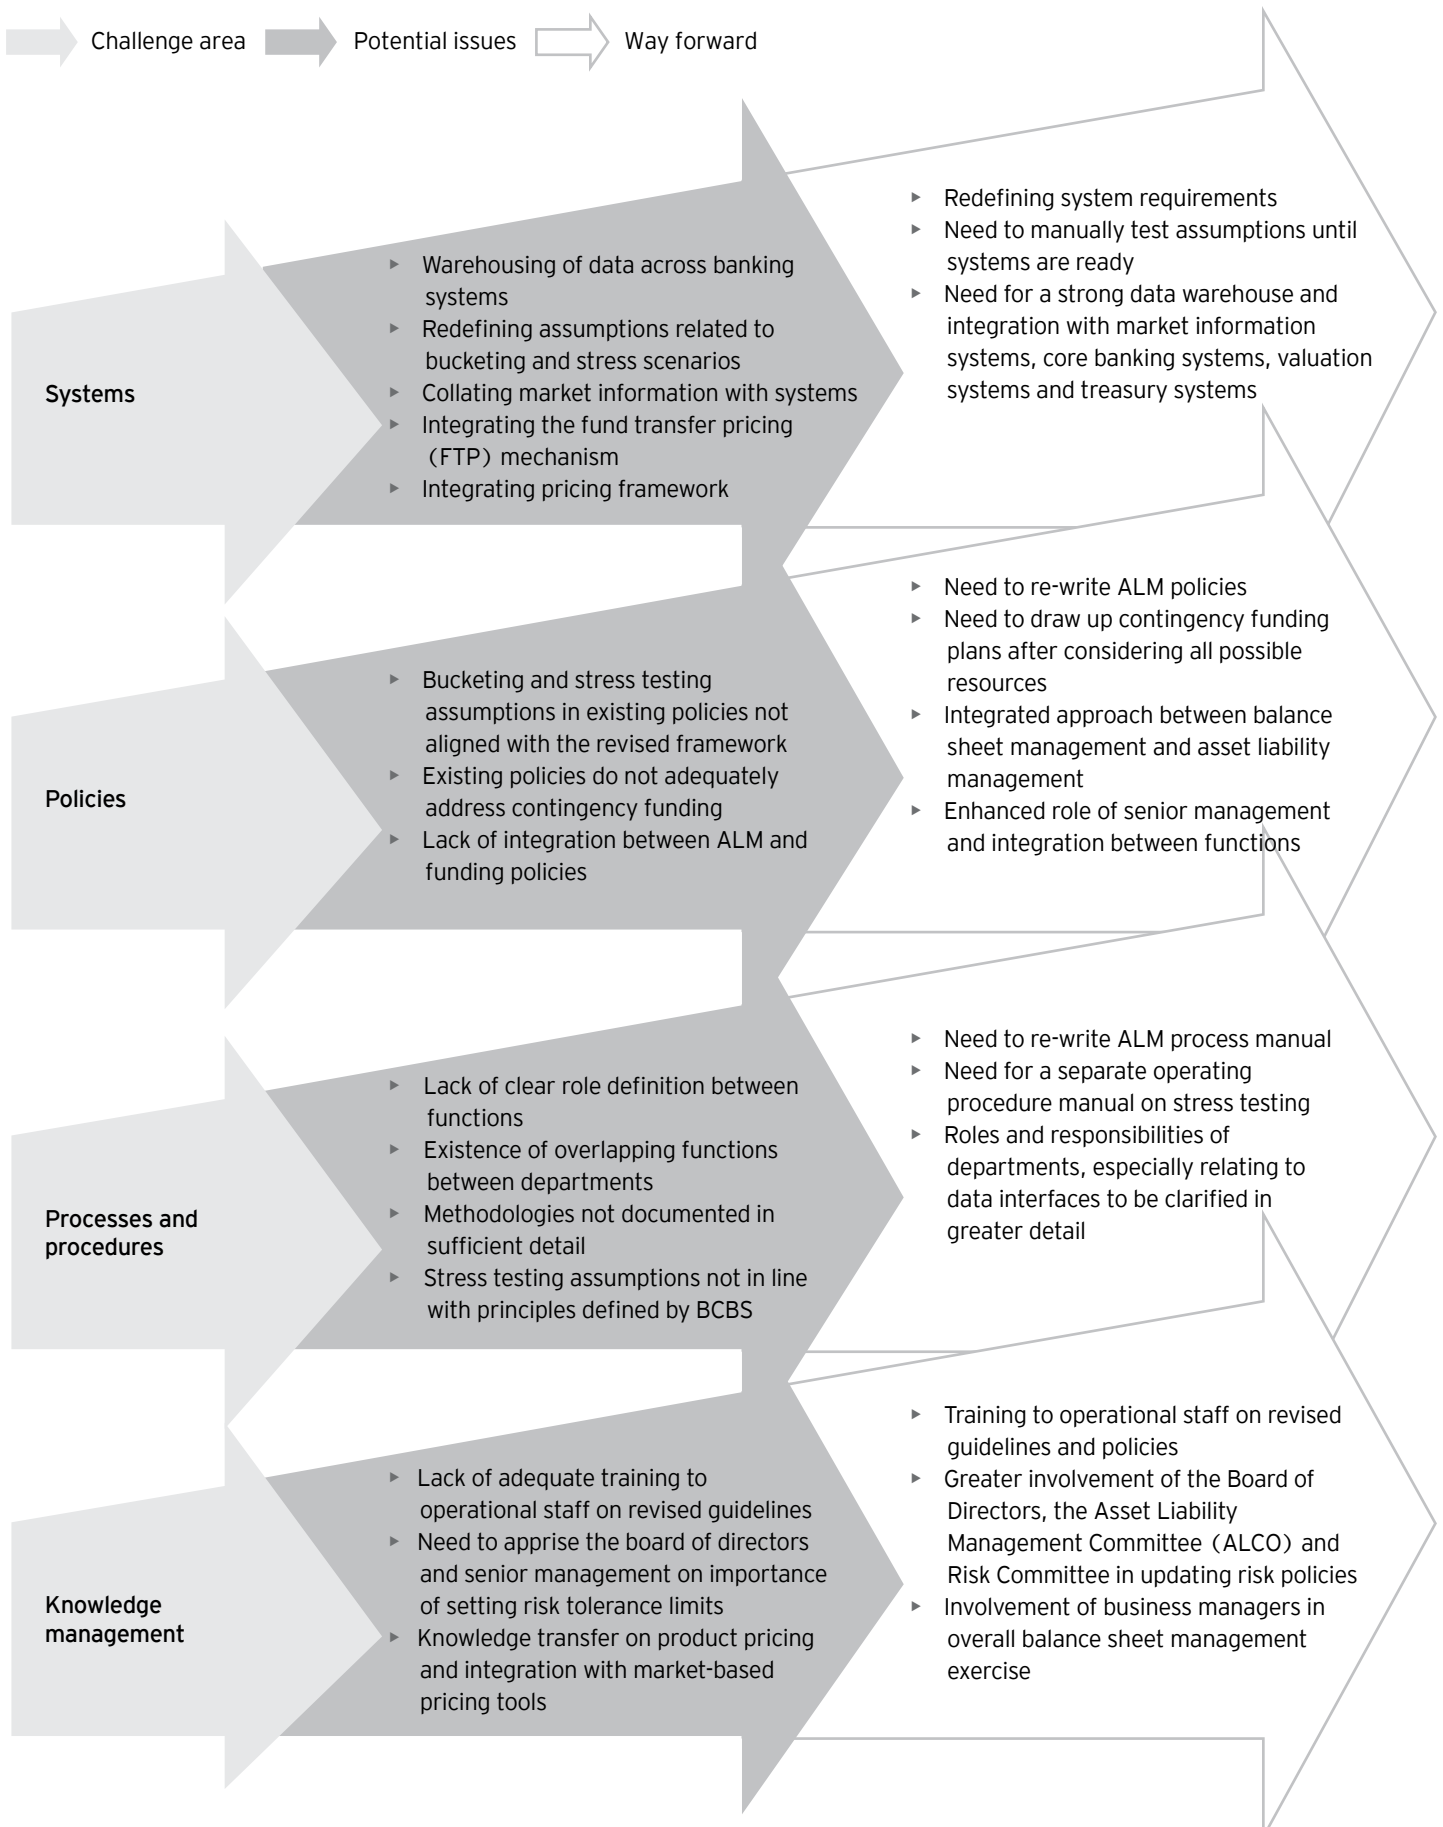 Challenge area
Potential issues
Way forward
Systems
▸ Warehousing of data across banking
systems
▸ Redefining assumptions related to
bucketing and stress scenarios
▸ Collating market information with systems
▸ Integrating the fund transfer pricing
(FTP) mechanism
▸ Integrating pricing framework
▸ Redefining system requirements
▸ Need to manually test assumptions until
systems are ready
▸ Need for a strong data warehouse and
integration with market information
systems, core banking systems, valuation
systems and treasury systems
Policies
▸ Bucketing and stress testing
assumptions in existing policies not
aligned with the revised framework
▸ Existing policies do not adequately
address contingency funding
▸ Lack of integration between ALM and
funding policies
▸ Need to re-write ALM policies
▸ Need to draw up contingency funding
plans after considering all possible
resources
▸ Integrated approach between balance
sheet management and asset liability
management
▸ Enhanced role of senior management
and integration between functions
Processes and
procedures
▸ Lack of clear role definition between
functions
▸ Existence of overlapping functions
between departments
▸ Methodologies not documented in
sufficient detail
▸ Stress testing assumptions not in line
with principles defined by BCBS
▸ Need to re-write ALM process manual
▸ Need for a separate operating
procedure manual on stress testing
▸ Roles and responsibilities of
departments, especially relating to
data interfaces to be clarified in
greater detail
Knowledge
management
▸ Lack of adequate training to
operational staff on revised guidelines
▸ Need to apprise the board of directors
and senior management on importance
of setting risk tolerance limits
▸ Knowledge transfer on product pricing
and integration with market-based
pricing tools
▸ Training to operational staff on revised
guidelines and policies
▸ Greater involvement of the Board of
Directors, the Asset Liability
Management Committee (ALCO) and
Risk Committee in updating risk policies
▸ Involvement of business managers in
overall balance sheet management
exercise